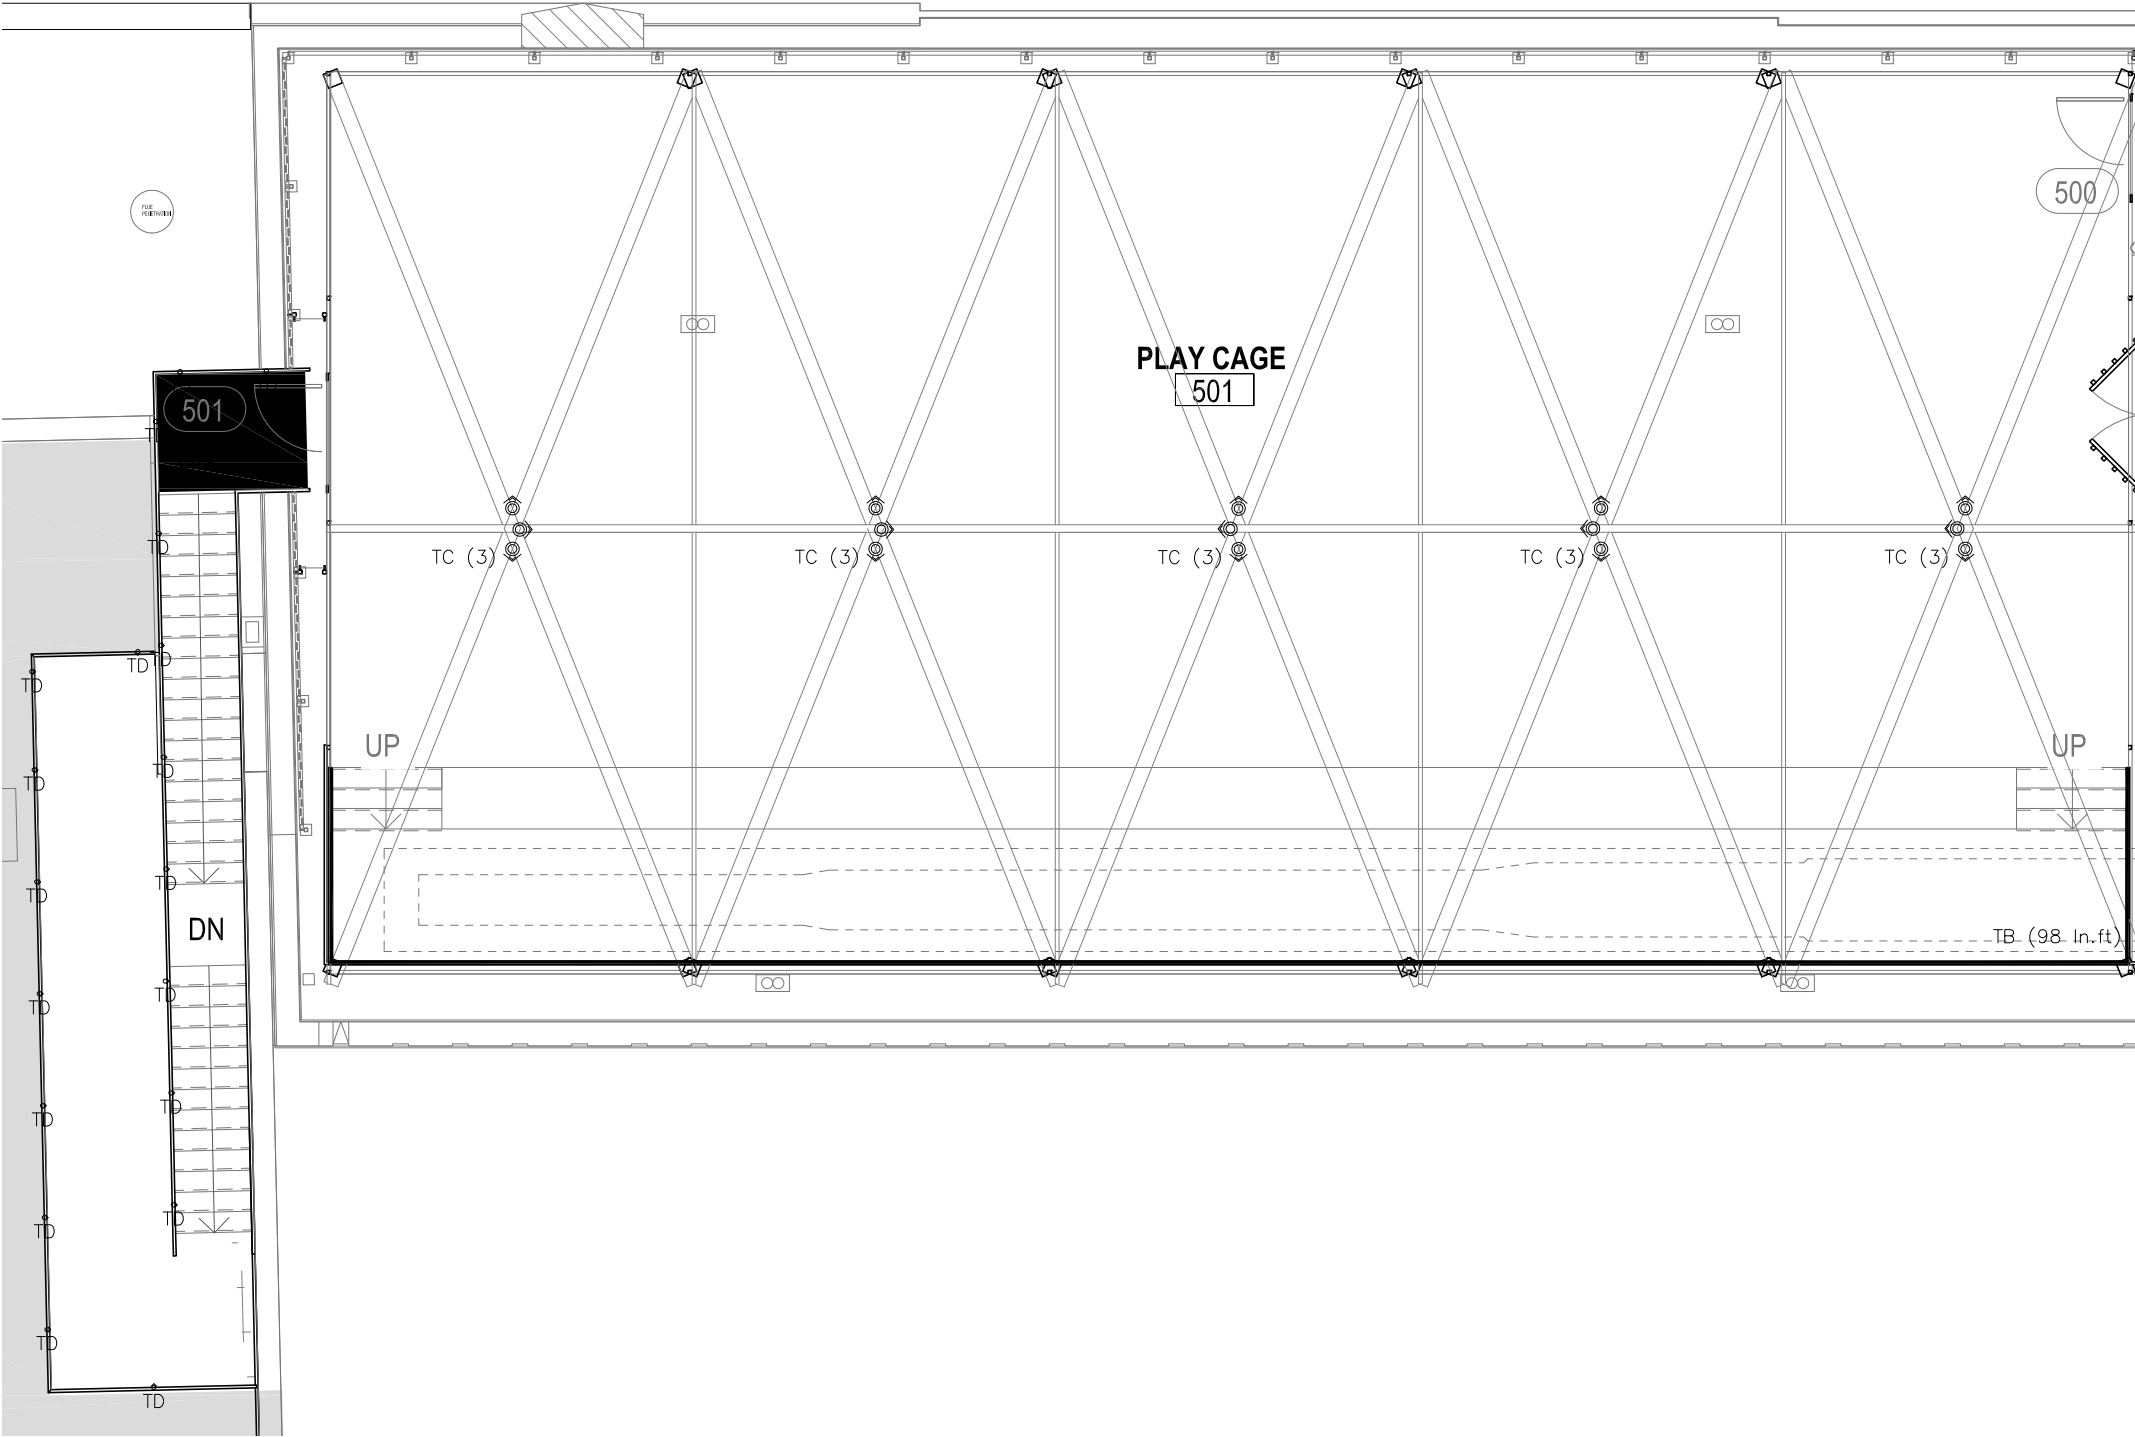 FLUE
PENETRATION
500
PLAY CAGE
501
501
TD
TD
TC (3)
TC (3)
TC (3)
TC (3)
TC (3)
TD
TD
TD
UP
UP
TD
TD
TD
TD
DN
TB (98 ln.ft)
TD
TD
TD
TD
TD
TD
TD
TD